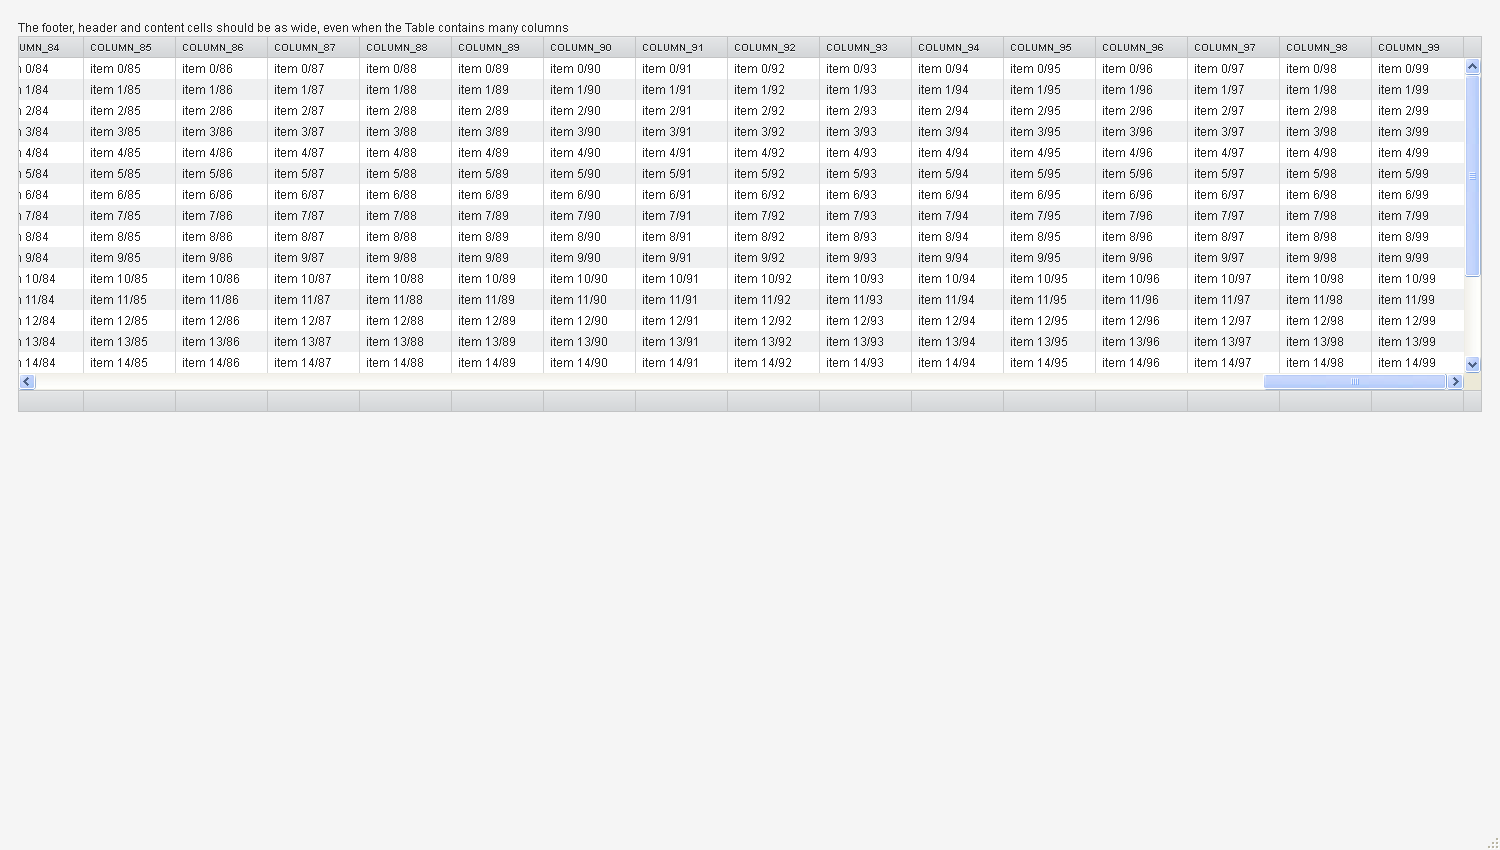 The footer, header and content cells should be as wide, even when the Table contains many columns
UMN_84 COLUMN_85 COLUMN_86 COLUMN_87 COLUMN_88 COLUMN_89 COLUMN_90 COLUMN_91 COLUMN_92 COLUMN_93 COLUMN_94 COLUMN_95 COLUMN_96 COLUMN_97 COLUMN_98 COLUMN_99
0/84 item 0/85 item 0/86 item 0/87 item 0/88 item 0/89 item 0/90 item 0/91 item 0/92 item 0/93 item 0/94 item 0/95 item 0/96 item 0/97 item 0/98 item 0/99
1/84 item 1/85 item 1/86 item 1/87 item 1/88 item 1/89 item 1/90 item 1/91 item 1/92 item 1/93 item 1/94 item 1/95 item 1/96 item 1/97 item 1/98 item 1/99
2/84 item 2/85 item 2/86 item 2/87 item 2/88 item 2/89 item 2/90 item 2/91 item 2/92 item 2/93 item 2/94 item 2/95 item 2/96 item 2/97 item 2/98 item 2/99
3/84 item 3/85 item 3/86 item 3/87 item 3/88 item 3/89 item 3/90 item 3/91 item 3/92 item 3/93 item 3/94 item 3/95 item 3/96 item 3/97 item 3/98 item 3/99
4/84 item 4/85 item 4/86 item 4/87 item 4/88 item 4/89 item 4/90 item 4/91 item 4/92 item 4/93 item 4/94 item 4/95 item 4/96 item 4/97 item 4/98 item 4/99
5/84 item 5/85 item 5/86 item 5/87 item 5/88 item 5/89 item 5/90 item 5/91 item 5/92 item 5/93 item 5/94 item 5/95 item 5/96 item 5/97 item 5/98 item 5/99
6/84 item 6/85 item 6/86 item 6/87 item 6/88 item 6/89 item 6/90 item 6/91 item 6/92 item 6/93 item 6/94 item 6/95 item 6/96 item 6/97 item 6/98 item 6/99
7/84 item 7/85 item 7/86 item 7/87 item 7/88 item 7/89 item 7/90 item 7/91 item 7/92 item 7/93 item 7/94 item 7/95 item 7/96 item 7/97 item 7/98 item 7/99
8/84 item 8/85 item 8/86 item 8/87 item 8/88 item 8/89 item 8/90 item 8/91 item 8/92 item 8/93 item 8/94 item 8/95 item 8/96 item 8/97 item 8/98 item 8/99
9/84 item 9/85 item 9/86 item 9/87 item 9/88 item 9/89 item 9/90 item 9/91 item 9/92 item 9/93 item 9/94 item 9/95 item 9/96 item 9/97 item 9/98 item 9/99
10/84 item 10/85 item 10/86 item 10/87 item 10/88 item 10/89 item 10/90 item 10/91 item 10/92 item 10/93 item 10/94 item 10/95 item 10/96 item 10/97 item 10/98 item 10/99
11/84 item 11/85 item 11/86 item 11/87 item 11/88 item 11/89 item 11/90 item 11/91 item 11/92 item 11/93 item 11/94 item 11/95 item 11/96 item 11/97 item 11/98 item 11/99
12/84 item 12/85 item 12/86 item 12/87 item 12/88 item 12/89 item 12/90 item 12/91 item 12/92 item 12/93 item 12/94 item 12/95 item 12/96 item 12/97 item 12/98 item 12/99
13/84 item 13/85 item 13/86 item 13/87 item 13/88 item 13/89 item 13/90 item 13/91 item 13/92 item 13/93 item 13/94 item 13/95 item 13/96 item 13/97 item 13/98 item 13/99
14/84 item 14/85 item 14/86 item 14/87 item 14/88 item 14/89 item 14/90 item 14/91 item 14/92 item 14/93 item 14/94 item 14/95 item 14/96 item 14/97 item 14/98 item 14/99